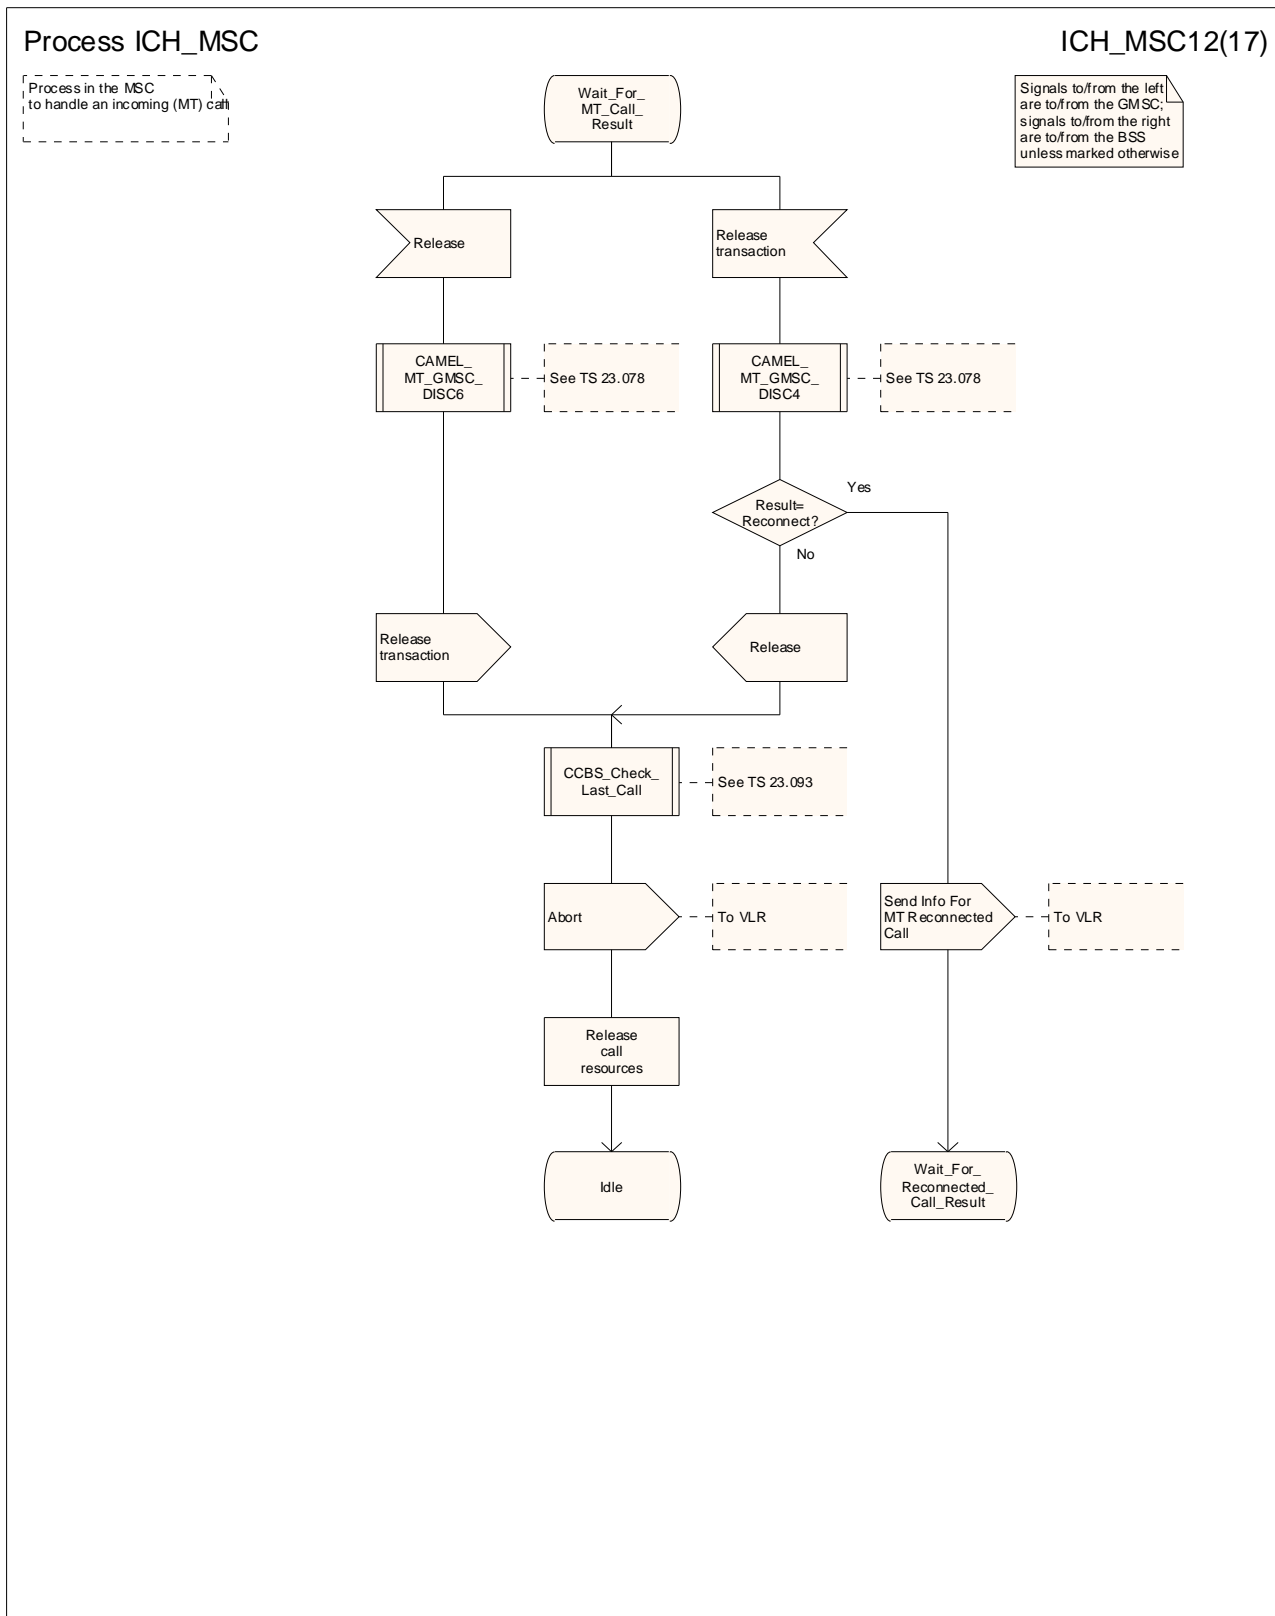 Process ICH_MSC
ICH_MSC12(17)
Process in the MSC
to handle an incoming (MT) call
Signals to/from the left
are to/from the GMSC;
signals to/from the right
are to/from the BSS
unless marked otherwise
Wait_For_
MT_Call_
Result
Release
Release
transaction
CAMEL_
MT_GMSC_
DISC6
See TS 23.078
CAMEL_
MT_GMSC_
DISC4
See TS 23.078
Yes
Result=
Reconnect?
No
Release
transaction
Release
CCBS_Check_
Last_Call
See TS 23.093
Abort
To VLR
Send Info For
MT Reconnected
Call
To VLR
Release
call
resources
Idle
Wait_For_
Reconnected_
Call_Result